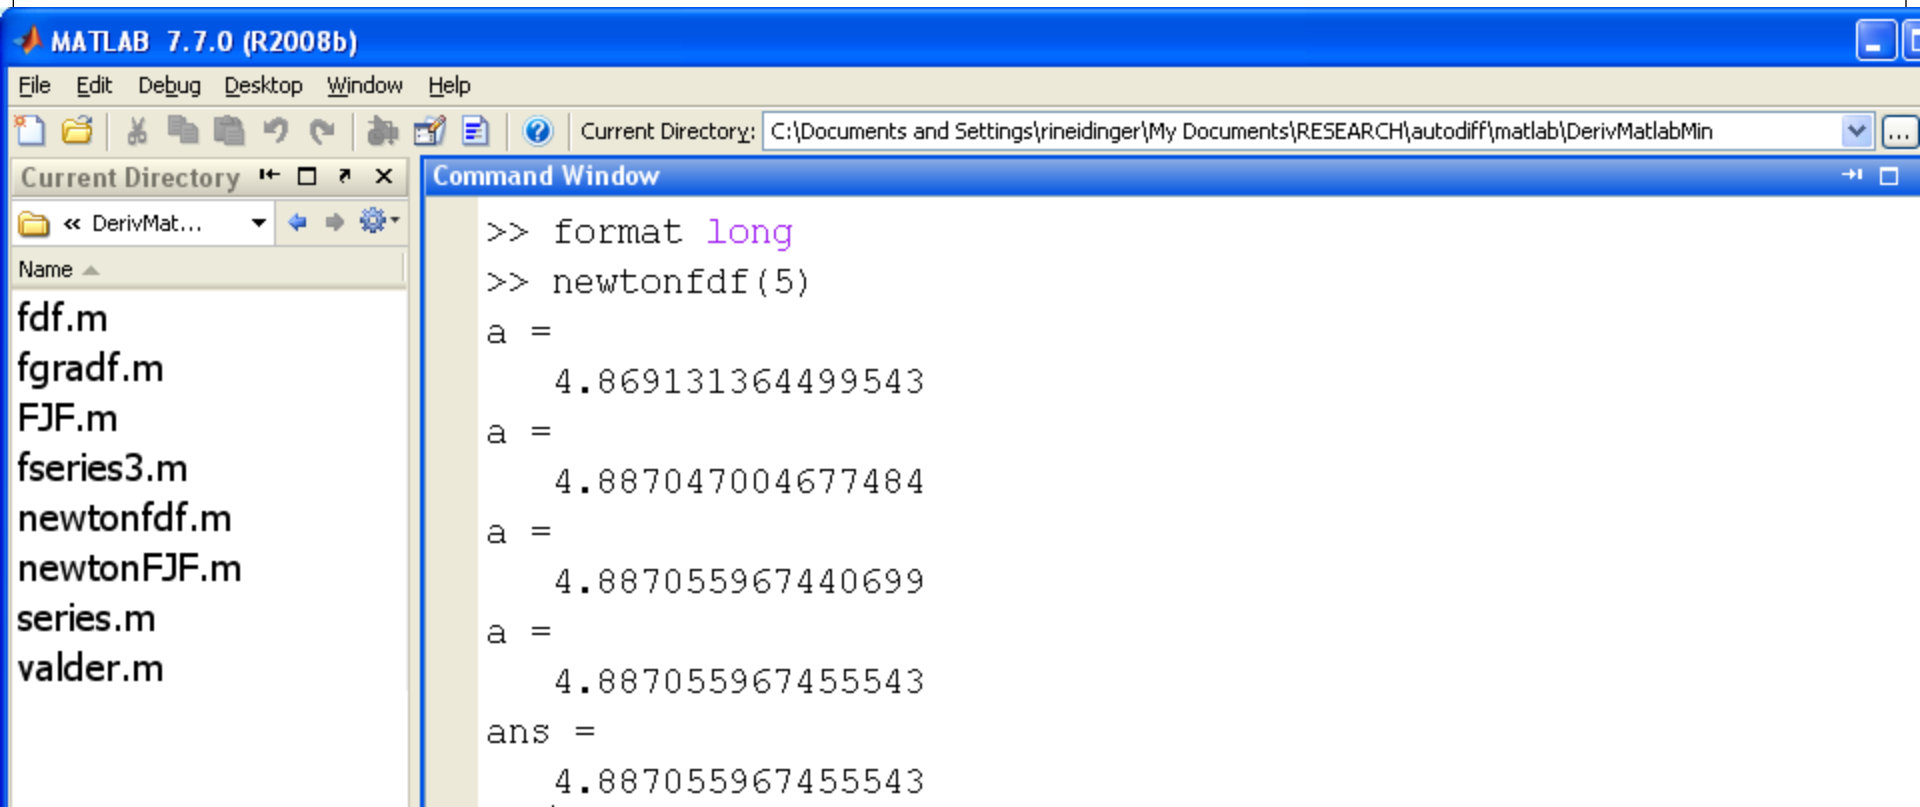 MATLAB 7.7.0 (R2008b)
File Edit Debug Desktop Window Help
Current Directory: C:\Documents and Settings\rineidinger\My Documents\RESEARCH\autodiff\matlab\DerivMatlabMin ...
Current Directory
« DerivMat...
Name
fdf.m
fgradf.m
FJF.m
fseries3.m
newtonfdf.m
newtonFJF.m
series.m
valder.m
Command Window
>> format long
>> newtonfdf(5)
a =
4.869131364499543
a =
4.887047004677484
a =
4.887055967440699
a =
4.887055967455543
ans =
4.887055967455543